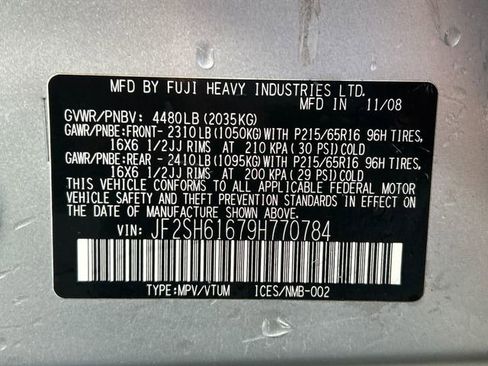 MFD BY FUJI HEAVY INDUSTRIES LTD.
GVWR/PNBV: 4480LB (2035KG) IN 11/08
GAWR/PNBE: FRONT- 2310LB (1050KG) WITH P215/65R16 96H TIRES,
16X6 1/2JJ RIMS AT 210 KPA (30 PSI) COLD
GAWR/PNBE: REAR - 2410LB (1095KG) WITH P215/65R16 96H TIRES,
16X6 1/2JJ RIMS AT 200 KPA (29 PSI) COLD
THIS VEHICLE CONFORMS TO ALL APPLICABLE FEDERAL MOTOR
VEHICLE SAFETY AND THEFT PREVENTION STANDARDS IN EFFECT
ON THE DATE OF MANUFACTURE SHOWN ABOVE.
VIN: JF2SH61679H770784
TYPE:MPV/VTUM ICES/NMB-002